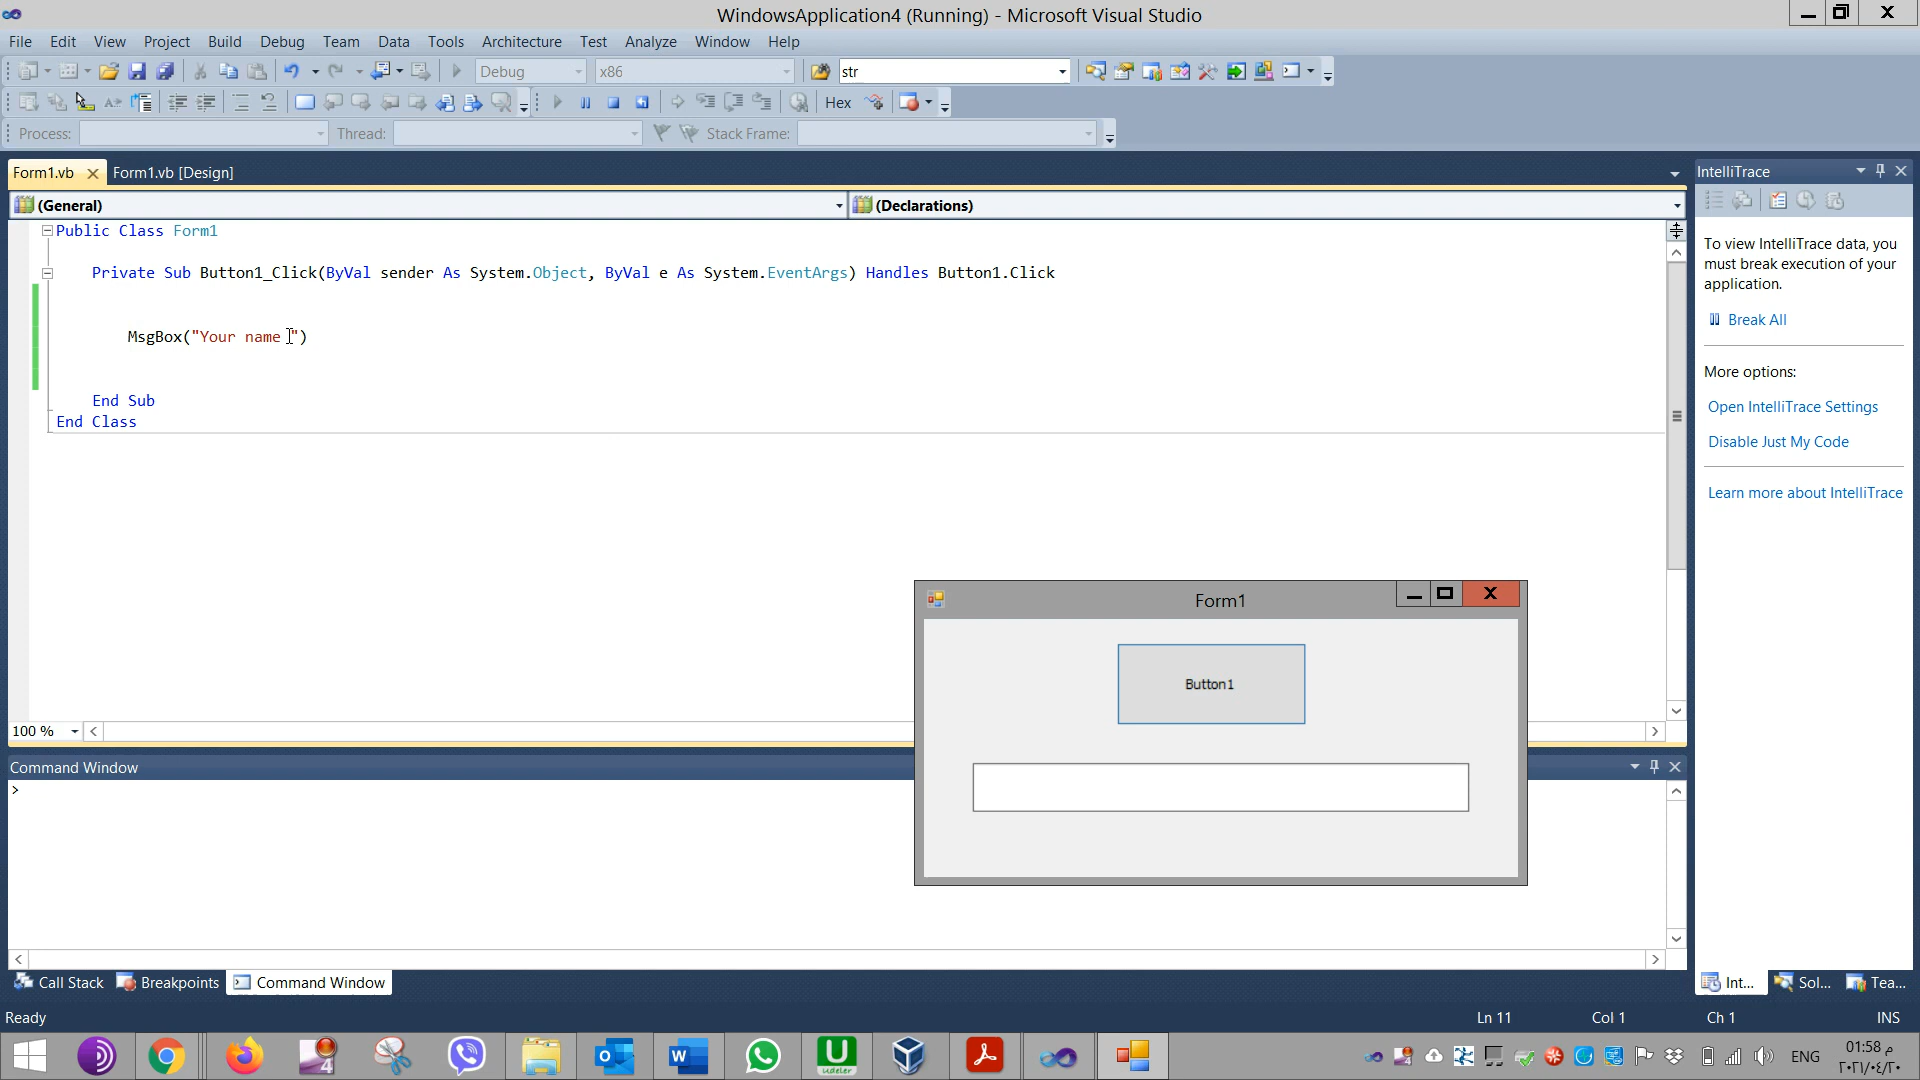 WindowsApplication4 (Running) - Microsoft Visual Studio
File Edit View Project Build Debug Team Data Tools Architecture Test Analyze Window Help
Debug x86 str
Hex
Process: Thread: Stack Frame:
Form1.vb Form1.vb [Design]
(General) (Declarations)
Public Class Form1
Private Sub Button1_Click(ByVal sender As System.Object, ByVal e As System.EventArgs) Handles Button1.Click
MsgBox("Your name ")
End Sub
End Class
100 %
IntelliTrace
To view IntelliTrace data, you
must break execution of your
application.
Break All
More options:
Open IntelliTrace Settings
Disable Just My Code
Learn more about IntelliTrace
Form1
Button1
Command Window
>
Call Stack Breakpoints Command Window
Int... Sol... Tea...
Ready Ln 11 Col 1 Ch 1 INS
ENG
01:58 م
٢٠٢١/٠٤/٢٠